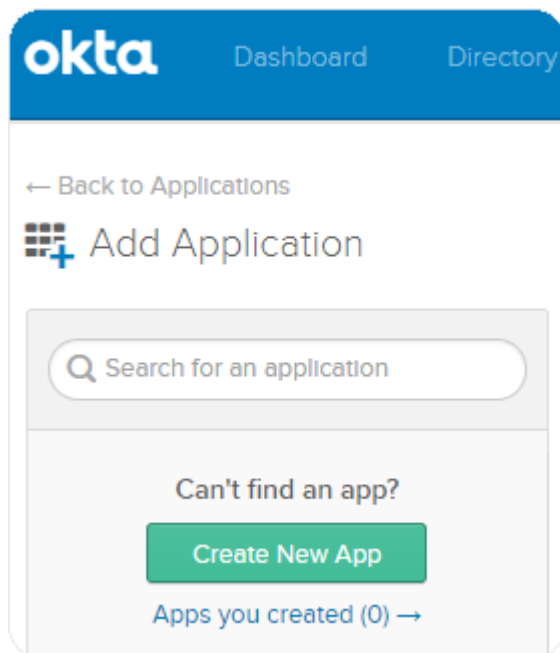 okta Dashboard Directory
← Back to Applications
Add Application
Search for an application
Can't find an app?
Create New App
Apps you created (0) →